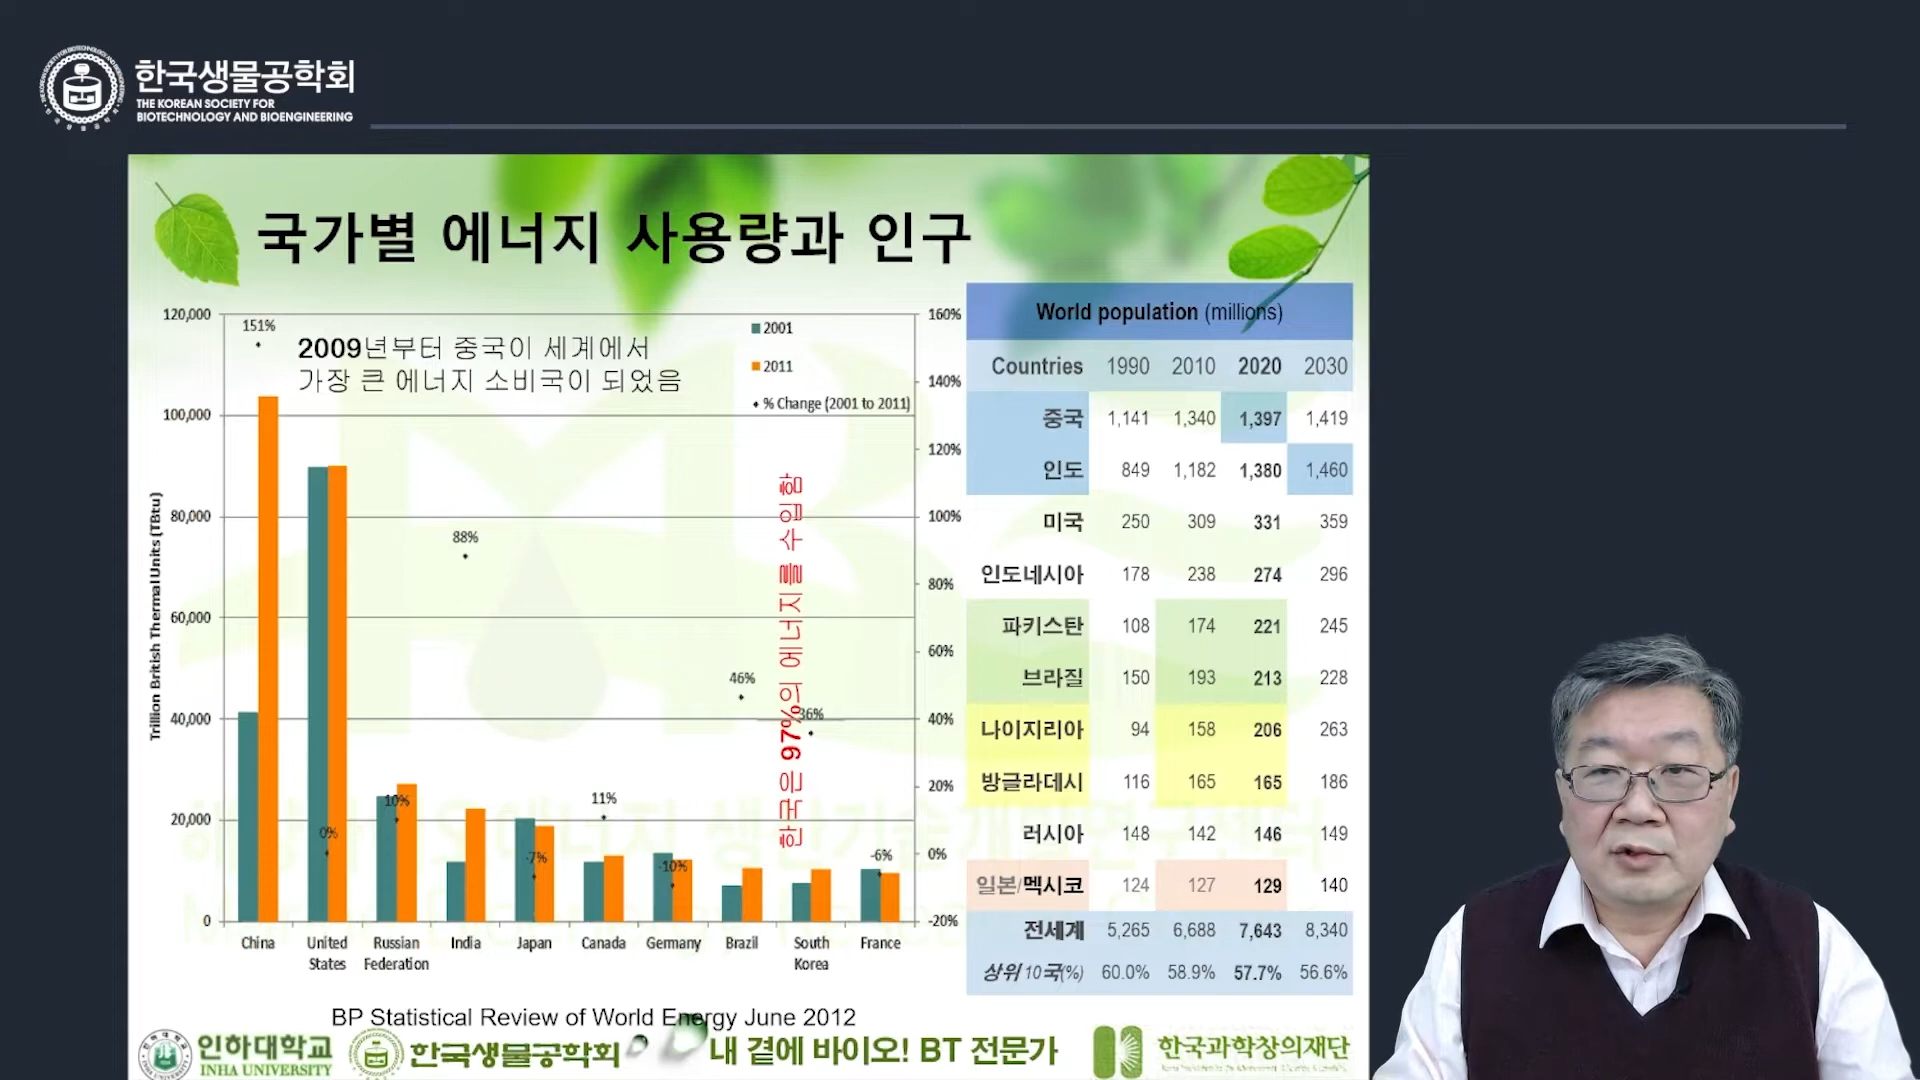 한국생물공학회
THE KOREAN SOCIETY FOR
BIOTECHNOLOGY AND BIOENGINEERING
국가별 에너지 사용량과 인구
2009년부터 중국이 세계에서
가장 큰 에너지 소비국이 되었음
2001
2011
% Change (2001 to 2011)
Trillion British Thermal Units (TBtu)
120,000
100,000
80,000
60,000
40,000
20,000
0
160%
140%
120%
100%
80%
60%
40%
20%
0%
-20%
151%
0%
10%
88%
-7%
11%
-10%
46%
36%
-6%
한국은 97%의 에너지를 수입함
China
United States
Russian Federation
India
Japan
Canada
Germany
Brazil
South Korea
France
BP Statistical Review of World Energy June 2012
World population (millions)
Countries 1990 2010 2020 2030
중국 1,141 1,340 1,397 1,419
인도 849 1,182 1,380 1,460
미국 250 309 331 359
인도네시아 178 238 274 296
파키스탄 108 174 221 245
브라질 150 193 213 228
나이지리아 94 158 206 263
방글라데시 116 165 165 186
러시아 148 142 146 149
일본/멕시코 124 127 129 140
전세계 5,265 6,688 7,643 8,340
상위 10국(%) 60.0% 58.9% 57.7% 56.6%
인하대학교
INHA UNIVERSITY
한국생물공학회
내 곁에 바이오! BT 전문가
한국과학창의재단